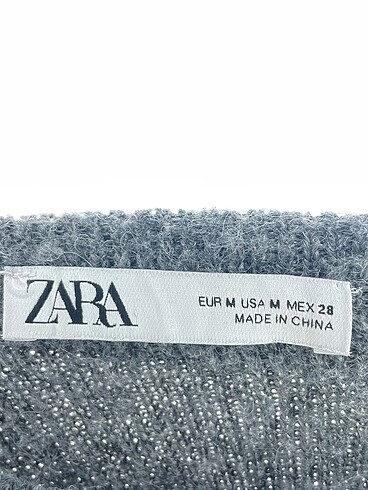 ZARA
EUR M USA M MEX 28
MADE IN CHINA